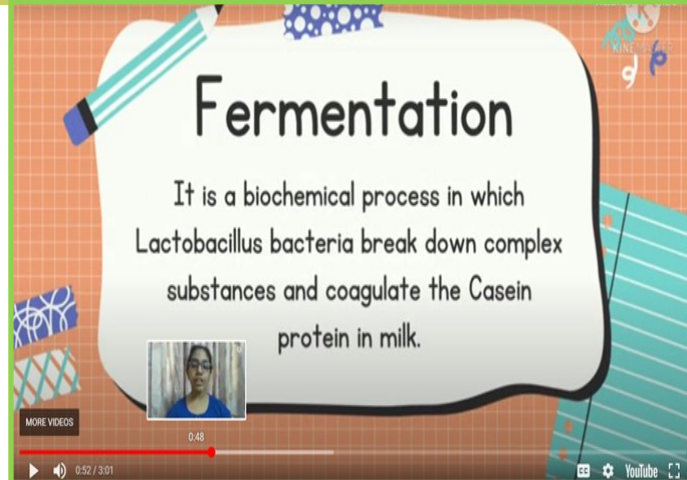 Fermentation
It is a biochemical process in which
Lactobacillus bacteria break down complex
substances and coagulate the Casein
protein in milk.
MORE VIDEOS
0:48
0:52 / 3:01
CC
YouTube